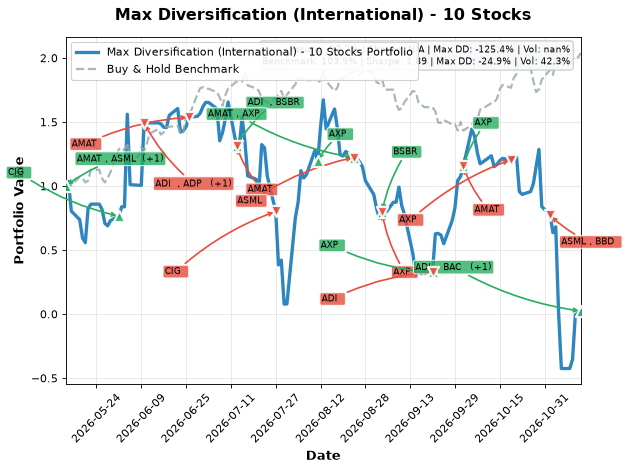 Max Diversification (International) - 10 Stocks
Max Diversification (International) - 10 Stocks Portfolio
Buy & Hold Benchmark
| Max DD: -125.4% | Vol: nan%
Benchmark: 103.9% | Sharpe: 1.39 | Max DD: -24.9% | Vol: 42.3%
Portfolio Value
2.0
1.5
1.0
0.5
0.0
−0.5
CIG
AMAT
AMAT , ASML (+1)
ADI , ADP (+1)
ADI , BSBR
AMAT , AXP
AMAT
ASML
CIG
AXP
BSBR
AXP
AXP
AMAT
AXP
ADI
AXP
ADI , BAC (+1)
ASML , BBD
2026-05-24
2026-06-09
2026-06-25
2026-07-11
2026-07-27
2026-08-12
2026-08-28
2026-09-13
2026-09-29
2026-10-15
2026-10-31
Date